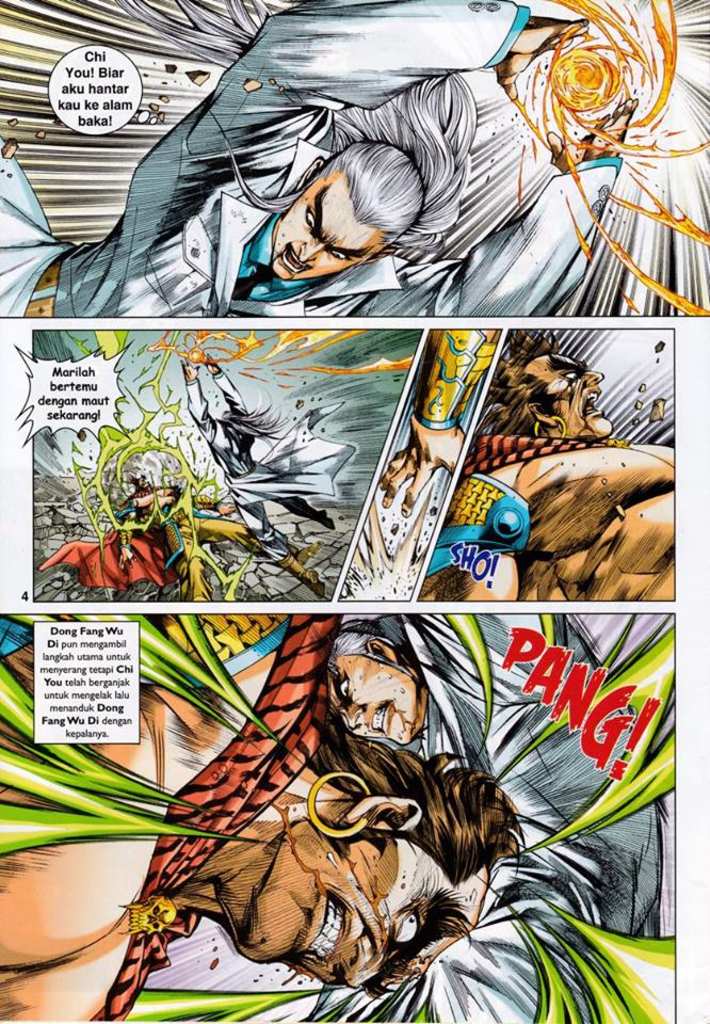 Chi
You! Biar
aku hantar
kau ke alam
baka!
Marilah
bertemu
dengan maut
sekarang!
SHO!
4
Dong Fang Wu
Di pun mengambil
langkah utama untuk
menyerang tetapi Chi
You telah berganjak
untuk mengelak lalu
menanduk Dong
Fang Wu Di dengan
kepalanya.
PANG!